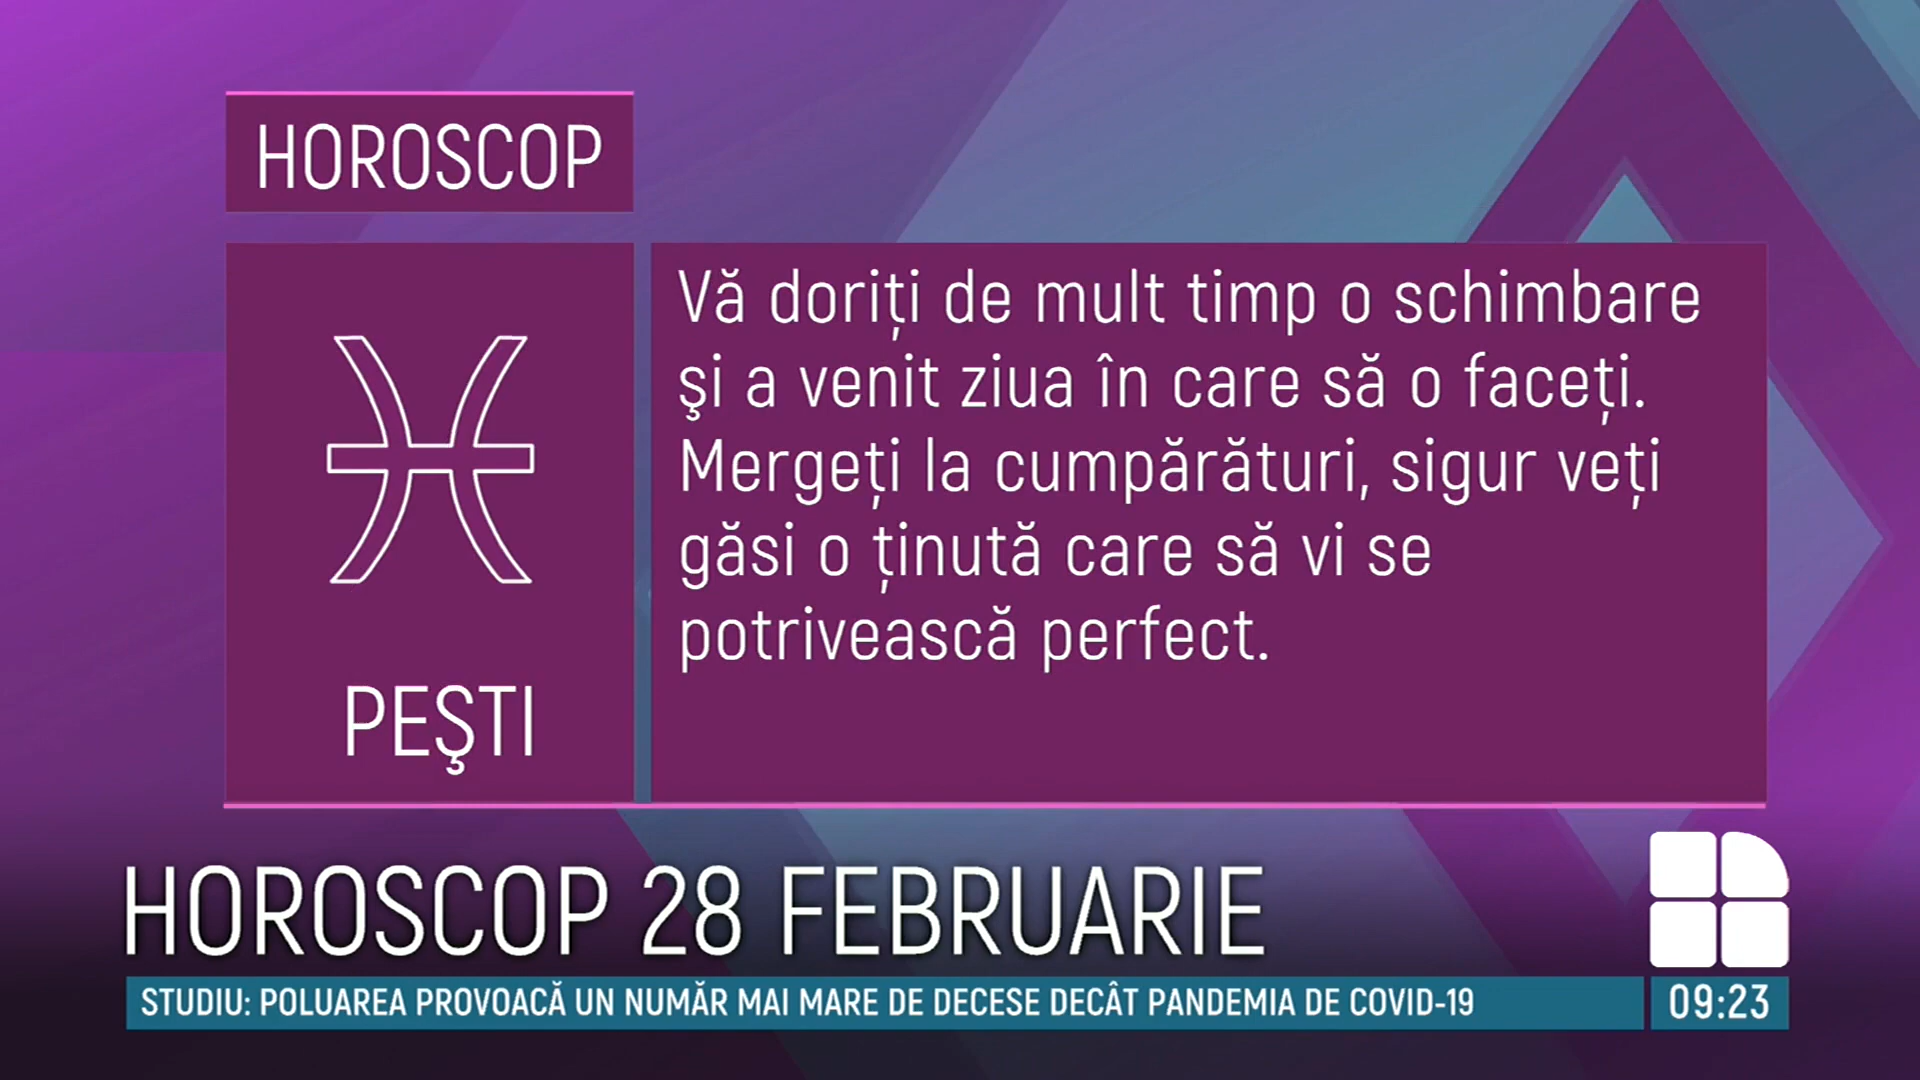 HOROSCOP
PEŞTI
Vă doriți de mult timp o schimbare
şi a venit ziua în care să o faceți.
Mergeți la cumpărături, sigur veți
găsi o ținută care să vi se
potrivească perfect.
HOROSCOP 28 FEBRUARIE
STUDIU: POLUAREA PROVOACĂ UN NUMĂR MAI MARE DE DECESE DECÂT PANDEMIA DE COVID-19
09:23